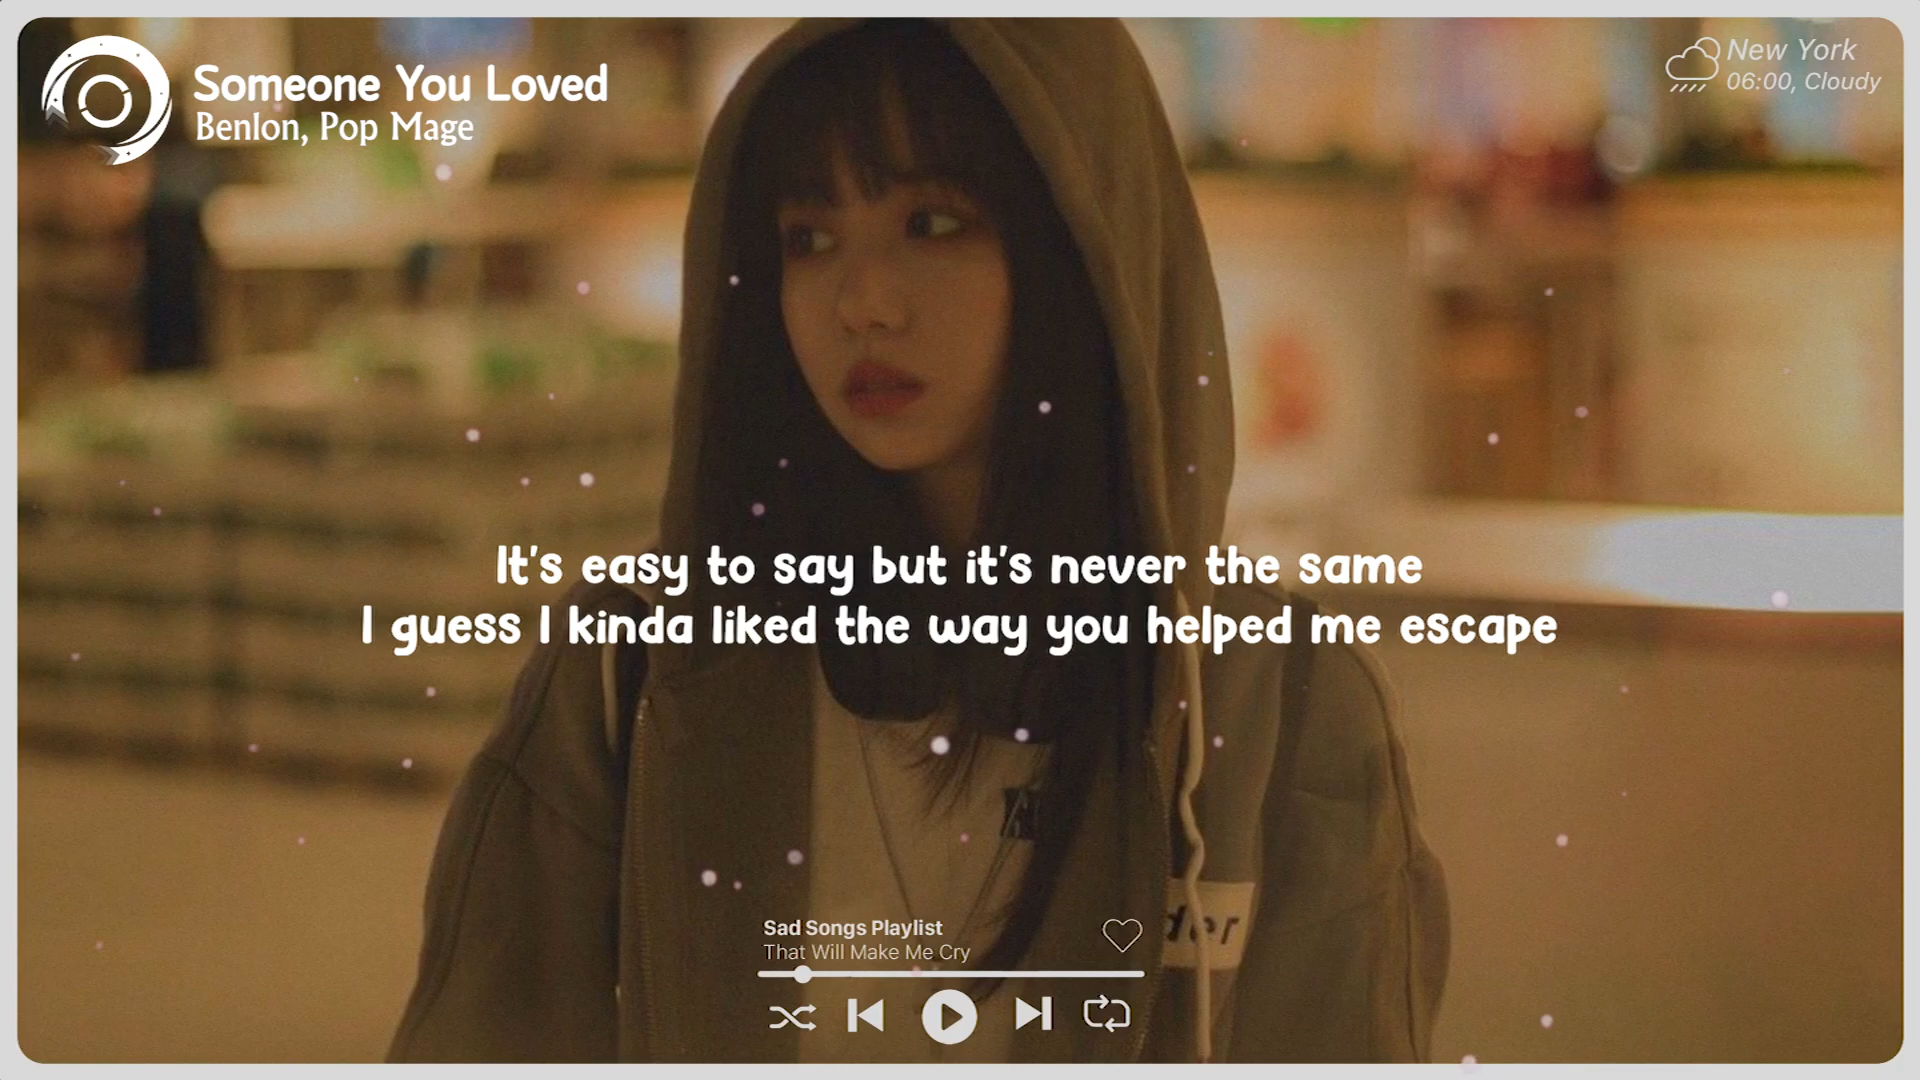 Someone You Loved
Benlon, Pop Mage
New York
06:00, Cloudy
It's easy to say but it's never the same
I guess I kinda liked the way you helped me escape
der
Sad Songs Playlist
That Will Make Me Cry